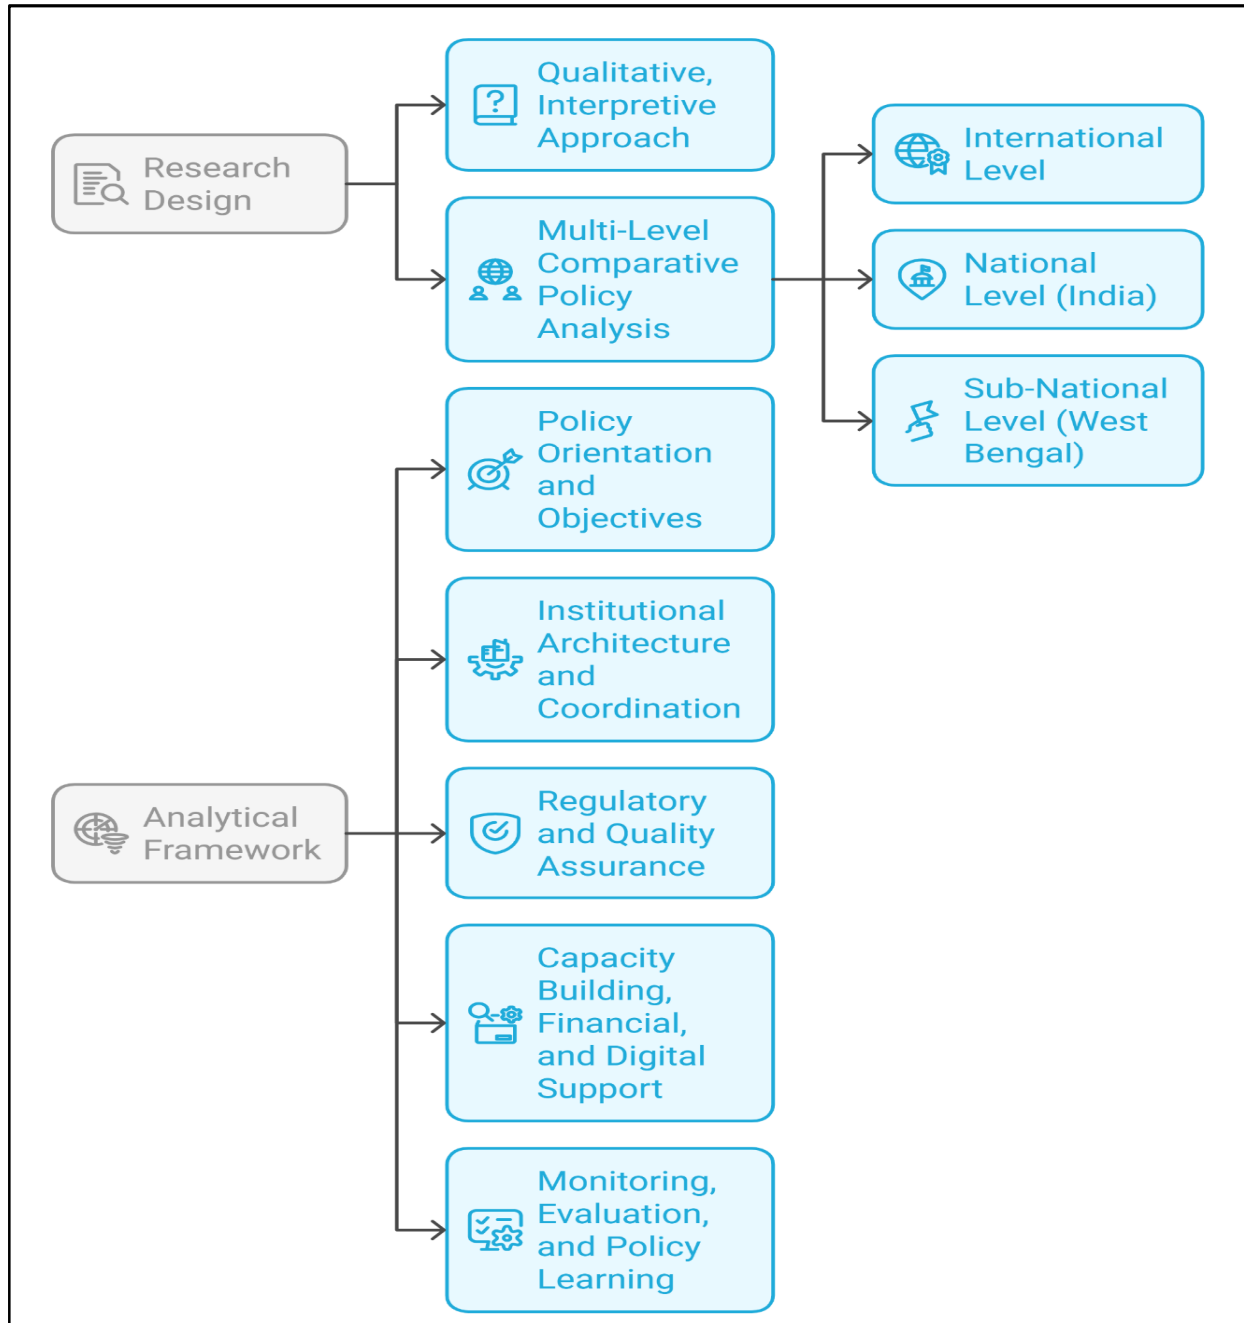 Research
Design
Qualitative,
Interpretive
Approach
Multi-Level
Comparative
Policy
Analysis
International
Level
National
Level (India)
Sub-National
Level (West
Bengal)
Analytical
Framework
Policy
Orientation
and
Objectives
Institutional
Architecture
and
Coordination
Regulatory
and Quality
Assurance
Capacity
Building,
Financial,
and Digital
Support
Monitoring,
Evaluation,
and Policy
Learning